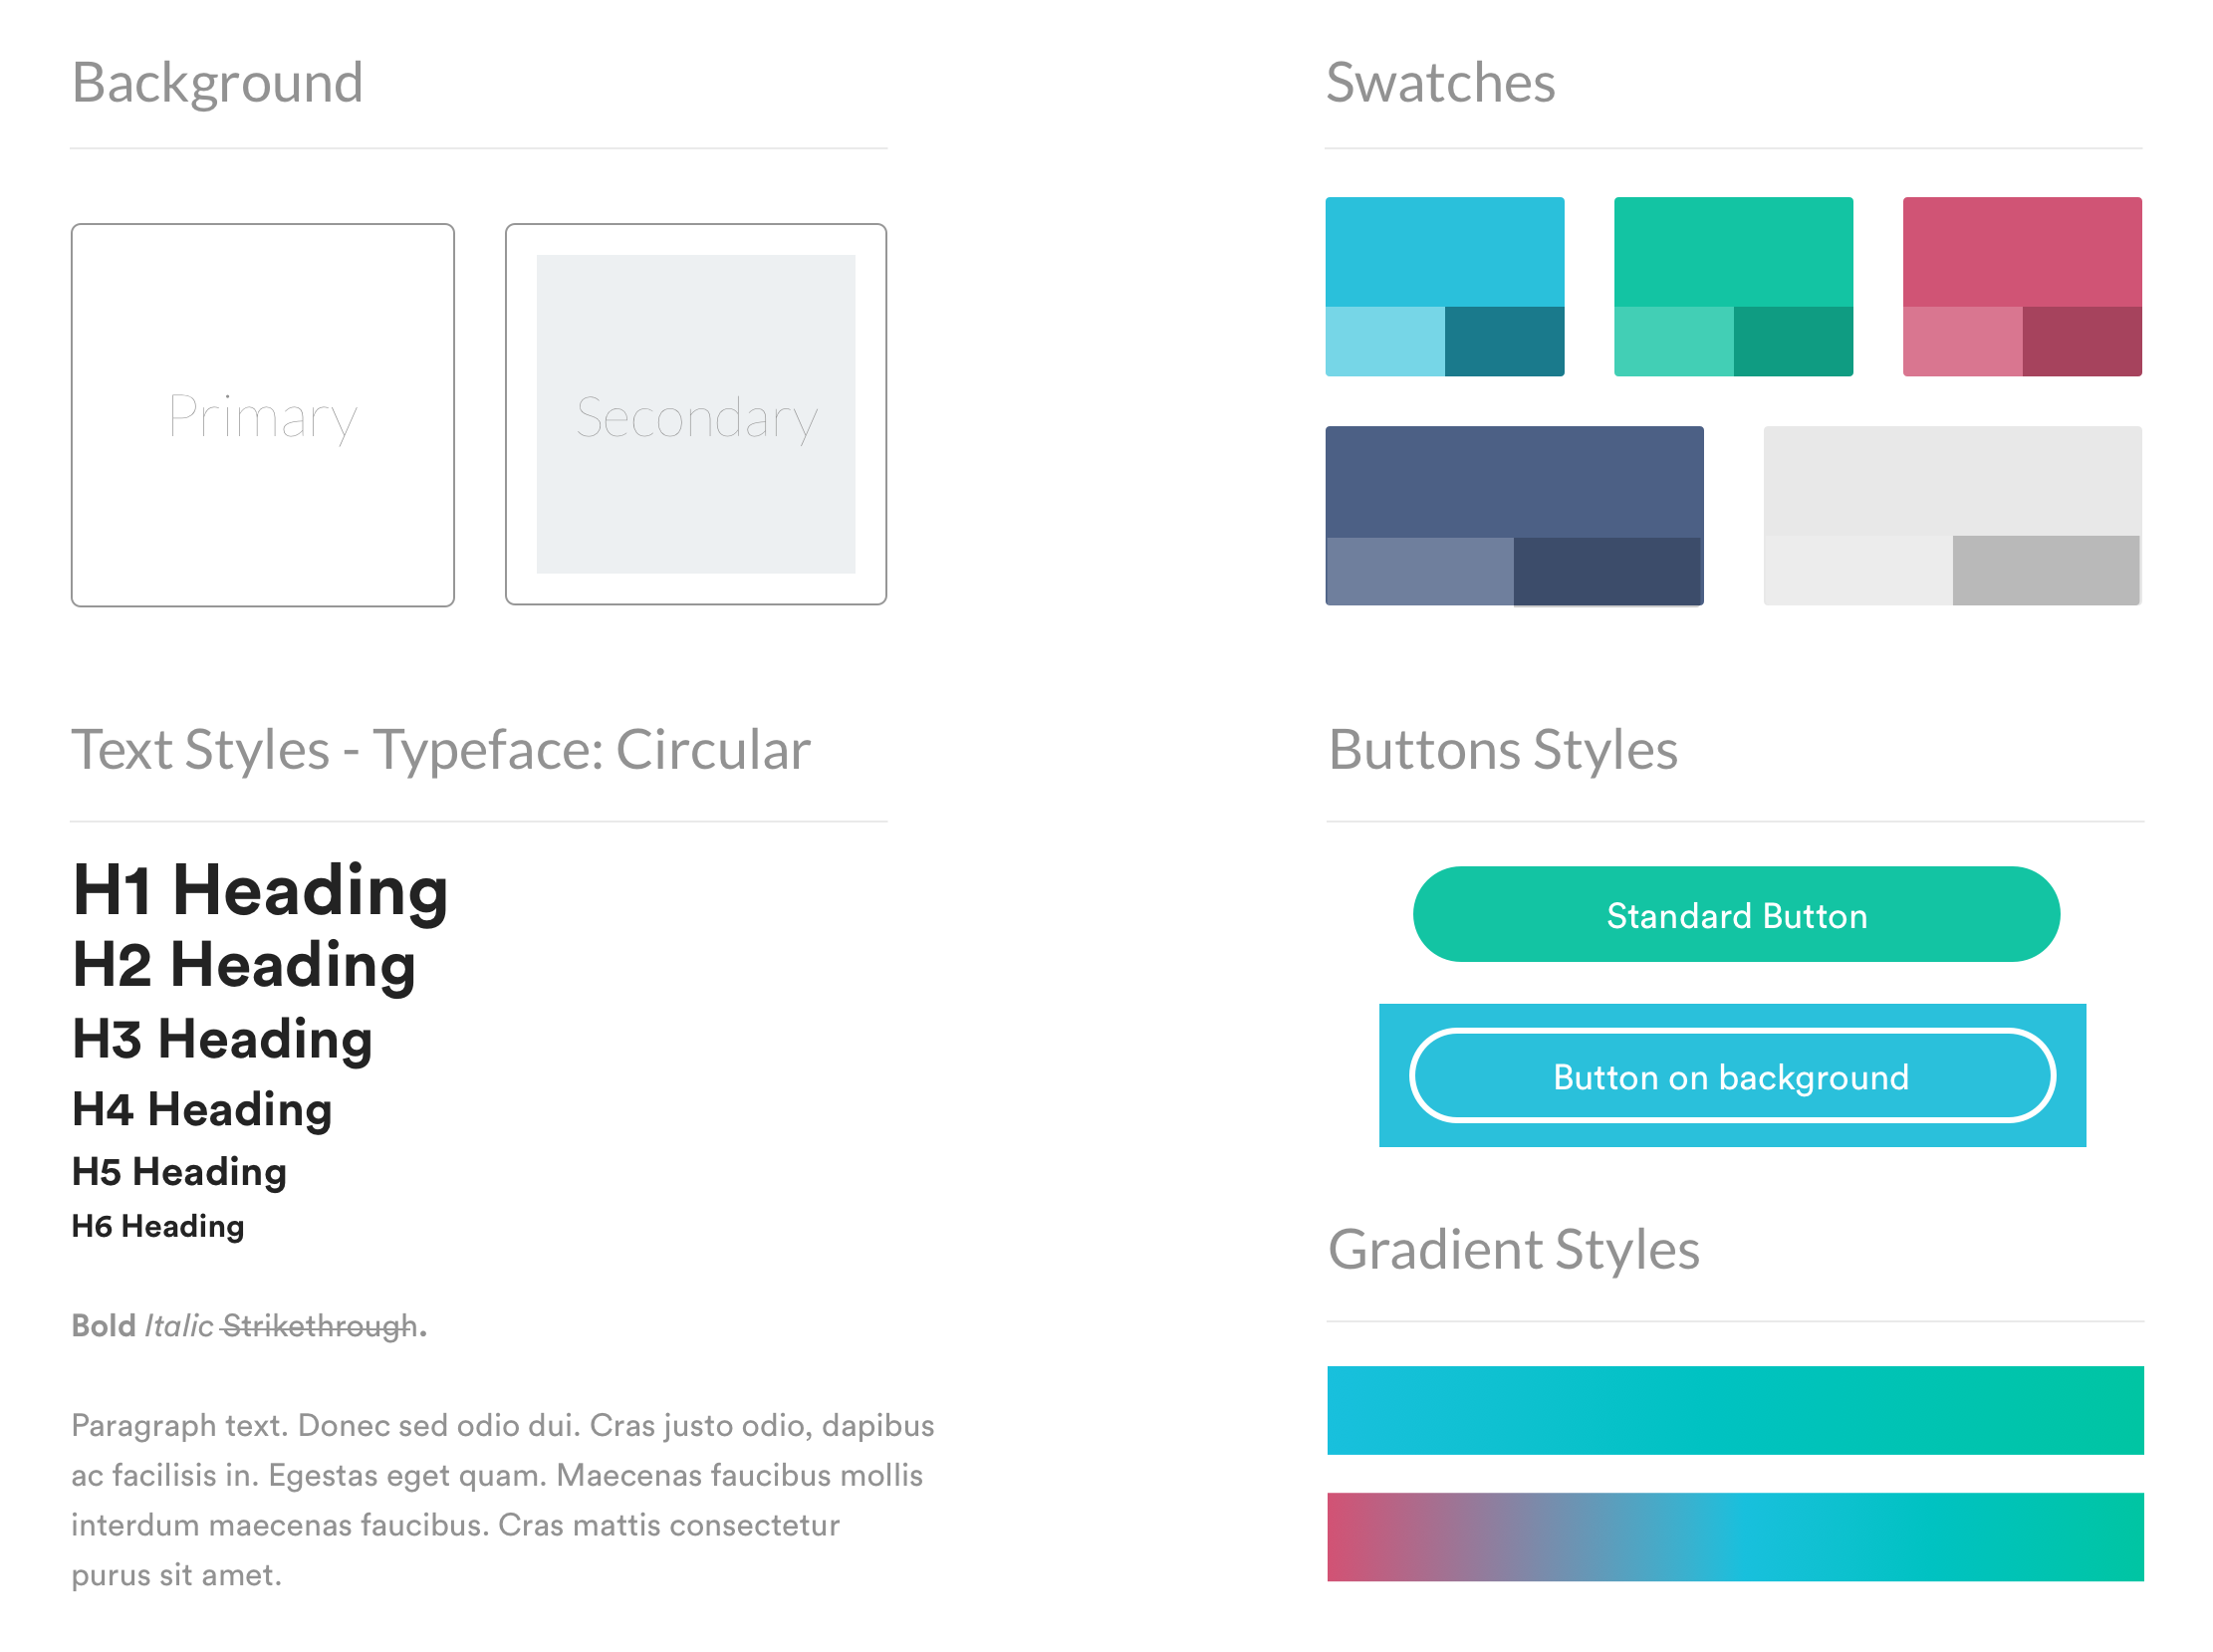 Background
Primary
Secondary
Swatches
Text Styles - Typeface: Circular
H1 Heading
H2 Heading
H3 Heading
H4 Heading
H5 Heading
H6 Heading
Bold Italic Strikethrough.
Paragraph text. Donec sed odio dui. Cras justo odio, dapibus
ac facilisis in. Egestas eget quam. Maecenas faucibus mollis
interdum maecenas faucibus. Cras mattis consectetur
purus sit amet.
Buttons Styles
Standard Button
Button on background
Gradient Styles